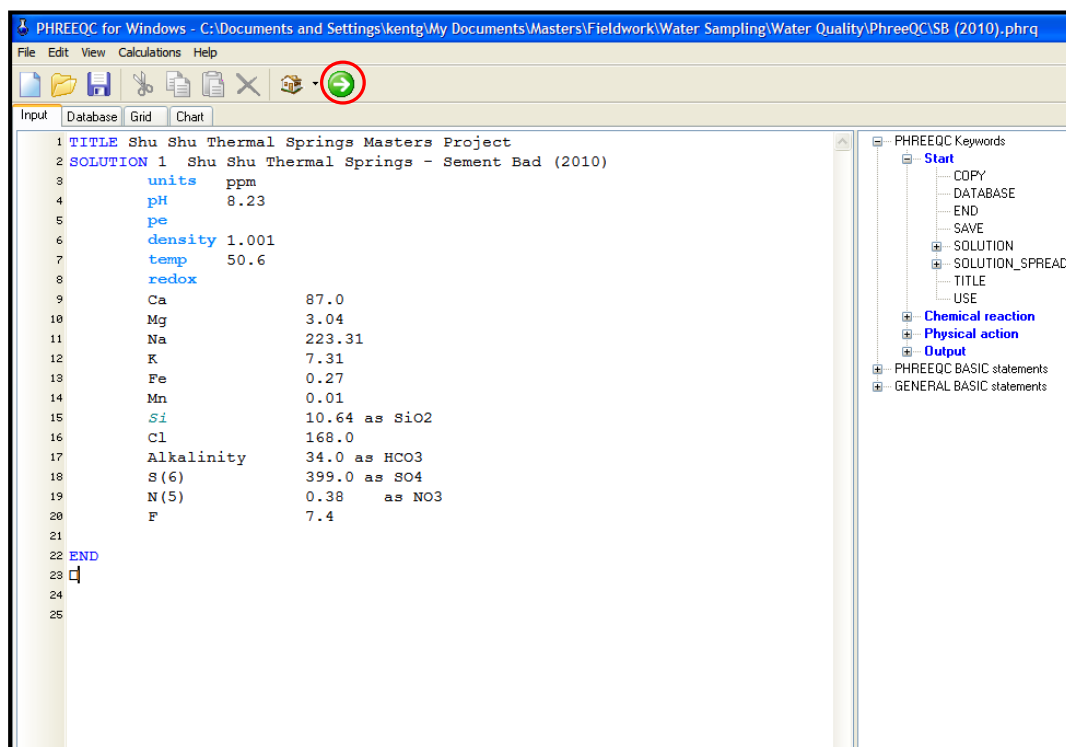 PHREEQC for Windows - C:\Documents and Settings\kentg\My Documents\Masters\Fieldwork\Water Sampling\Water Quality\PhreeQC\SB (2010).phrq
File Edit View Calculations Help
Input Database Grid Chart
1 TITLE Shu Shu Thermal Springs Masters Project
2 SOLUTION 1 Shu Shu Thermal Springs - Sement Bad (2010)
3 units ppm
4 pH 8.23
5 pe
6 density 1.001
7 temp 50.6
8 redox
9 Ca 87.0
10 Mg 3.04
11 Na 223.31
12 K 7.31
13 Fe 0.27
14 Mn 0.01
15 Si 10.64 as SiO2
16 Cl 168.0
17 Alkalinity 34.0 as HCO3
18 S(6) 399.0 as SO4
19 N(5) 0.38 as NO3
20 F 7.4
21
22 END
23
24
25
PHREEQC Keywords
Start
COPY
DATABASE
END
SAVE
SOLUTION
SOLUTION_SPREAD
TITLE
USE
Chemical reaction
Physical action
Output
PHREEQC BASIC statements
GENERAL BASIC statements